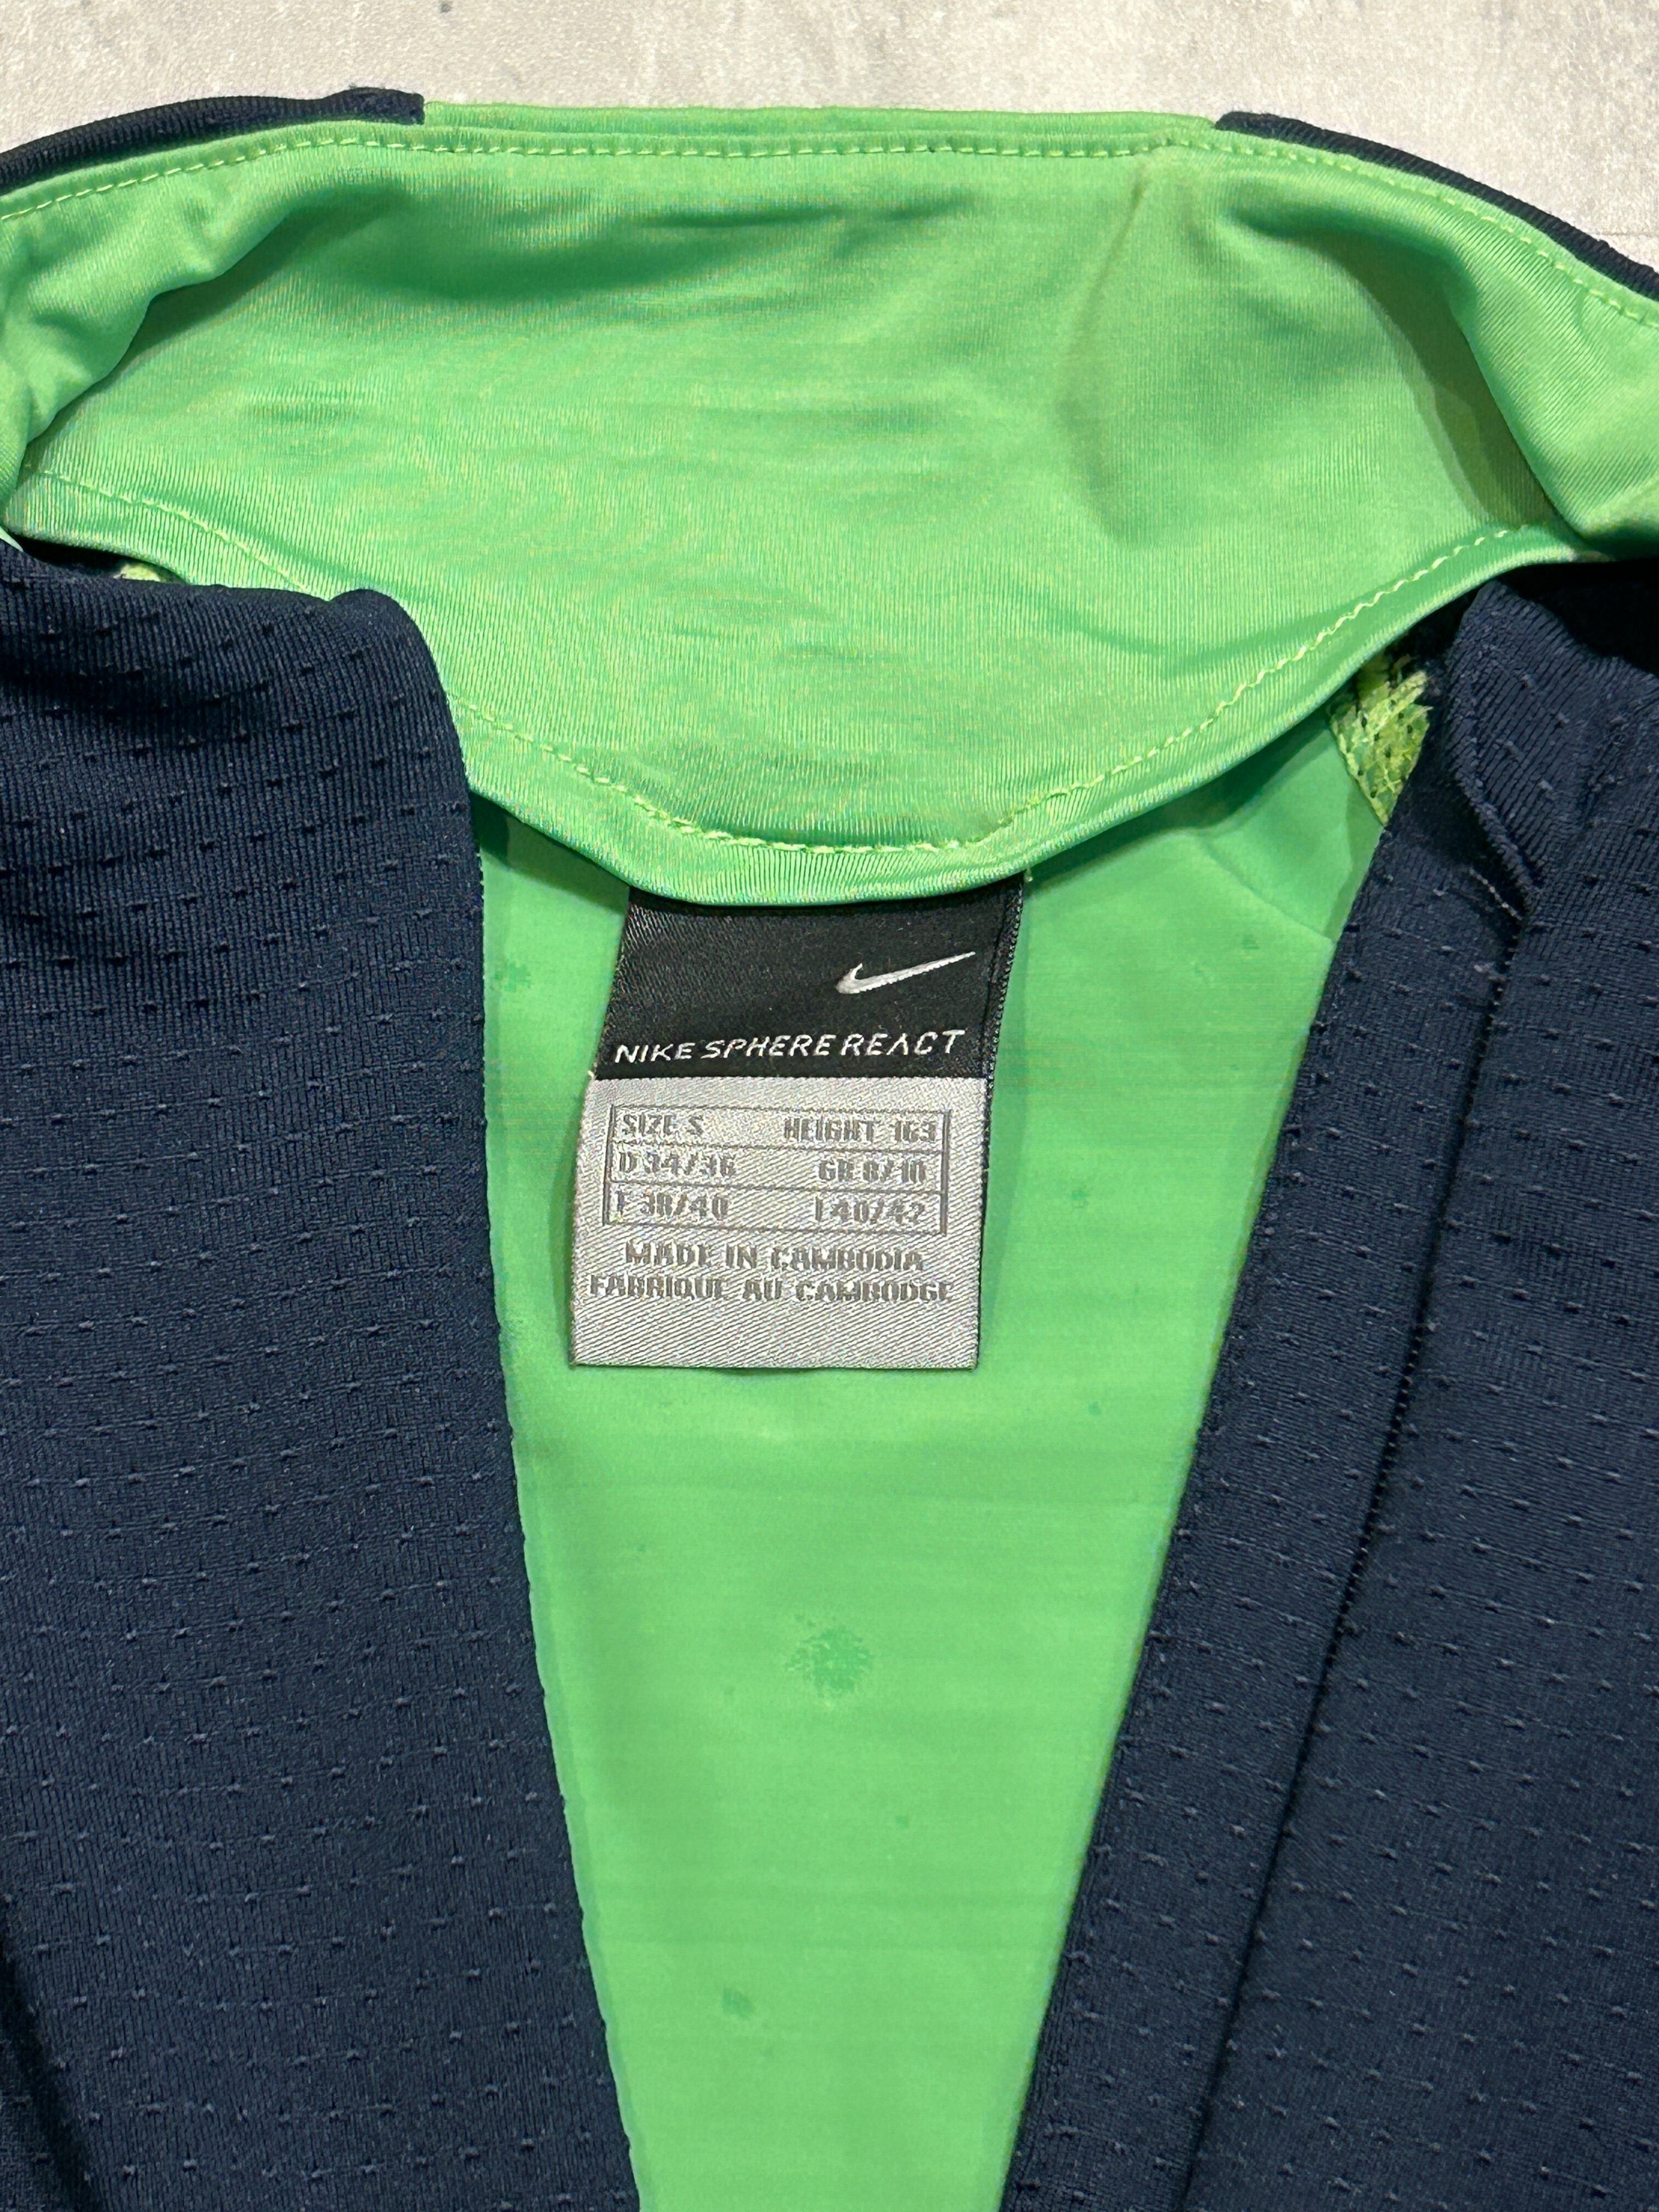 NIKE SPHERE REACT
SIZE S HEIGHT 163
D 34/36 GB 8/10
F 38/40 I 40/42
MADE IN CAMBODIA
FABRIQUE AU CAMBODGE